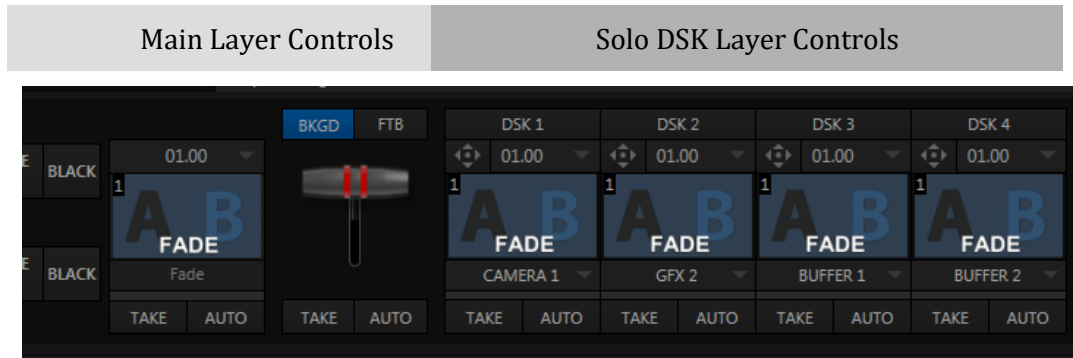 Main Layer Controls Solo DSK Layer Controls
BKGD FTB DSK 1 DSK 2 DSK 3 DSK 4
E BLACK 01.00 01.00 01.00 01.00 01.00
1 A B FADE 1 A B FADE 1 A B FADE 1 A B FADE 1 A B FADE
E BLACK Fade CAMERA 1 GFX 2 BUFFER 1 BUFFER 2
TAKE AUTO TAKE AUTO TAKE AUTO TAKE AUTO TAKE AUTO TAKE AUTO